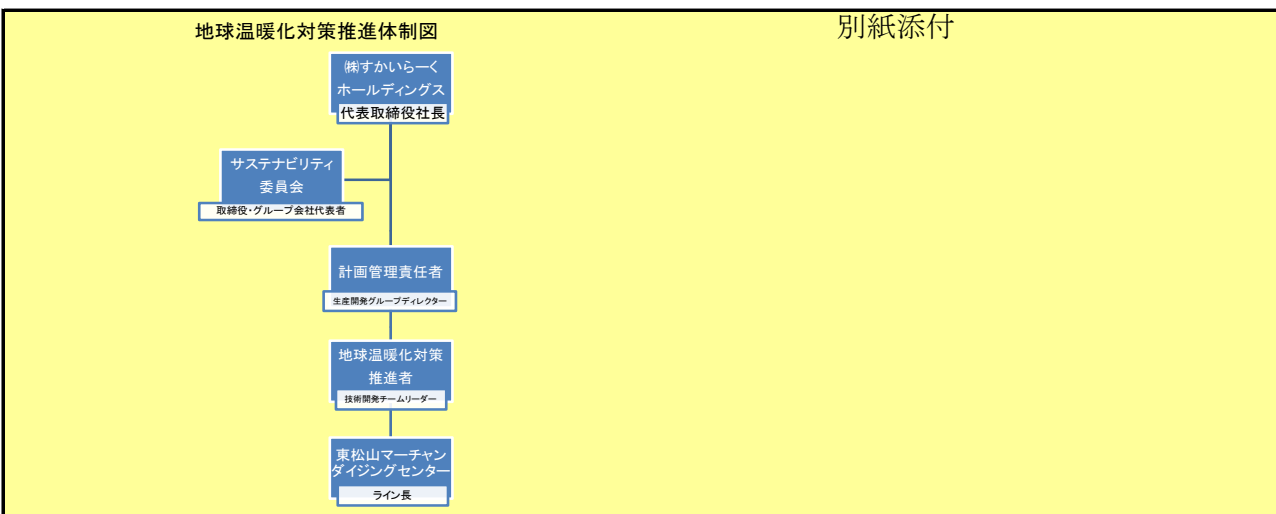 地球温暖化対策推進体制図
別紙添付
㈱すかいらーく
ホールディングス
代表取締役社長
サステナビリティ
委員会
取締役・グループ会社代表者
計画管理責任者
生産開発グループディレクター
地球温暖化対策
推進者
技術開発チームリーダー
東松山マーチャン
ダイジングセンター
ライン長